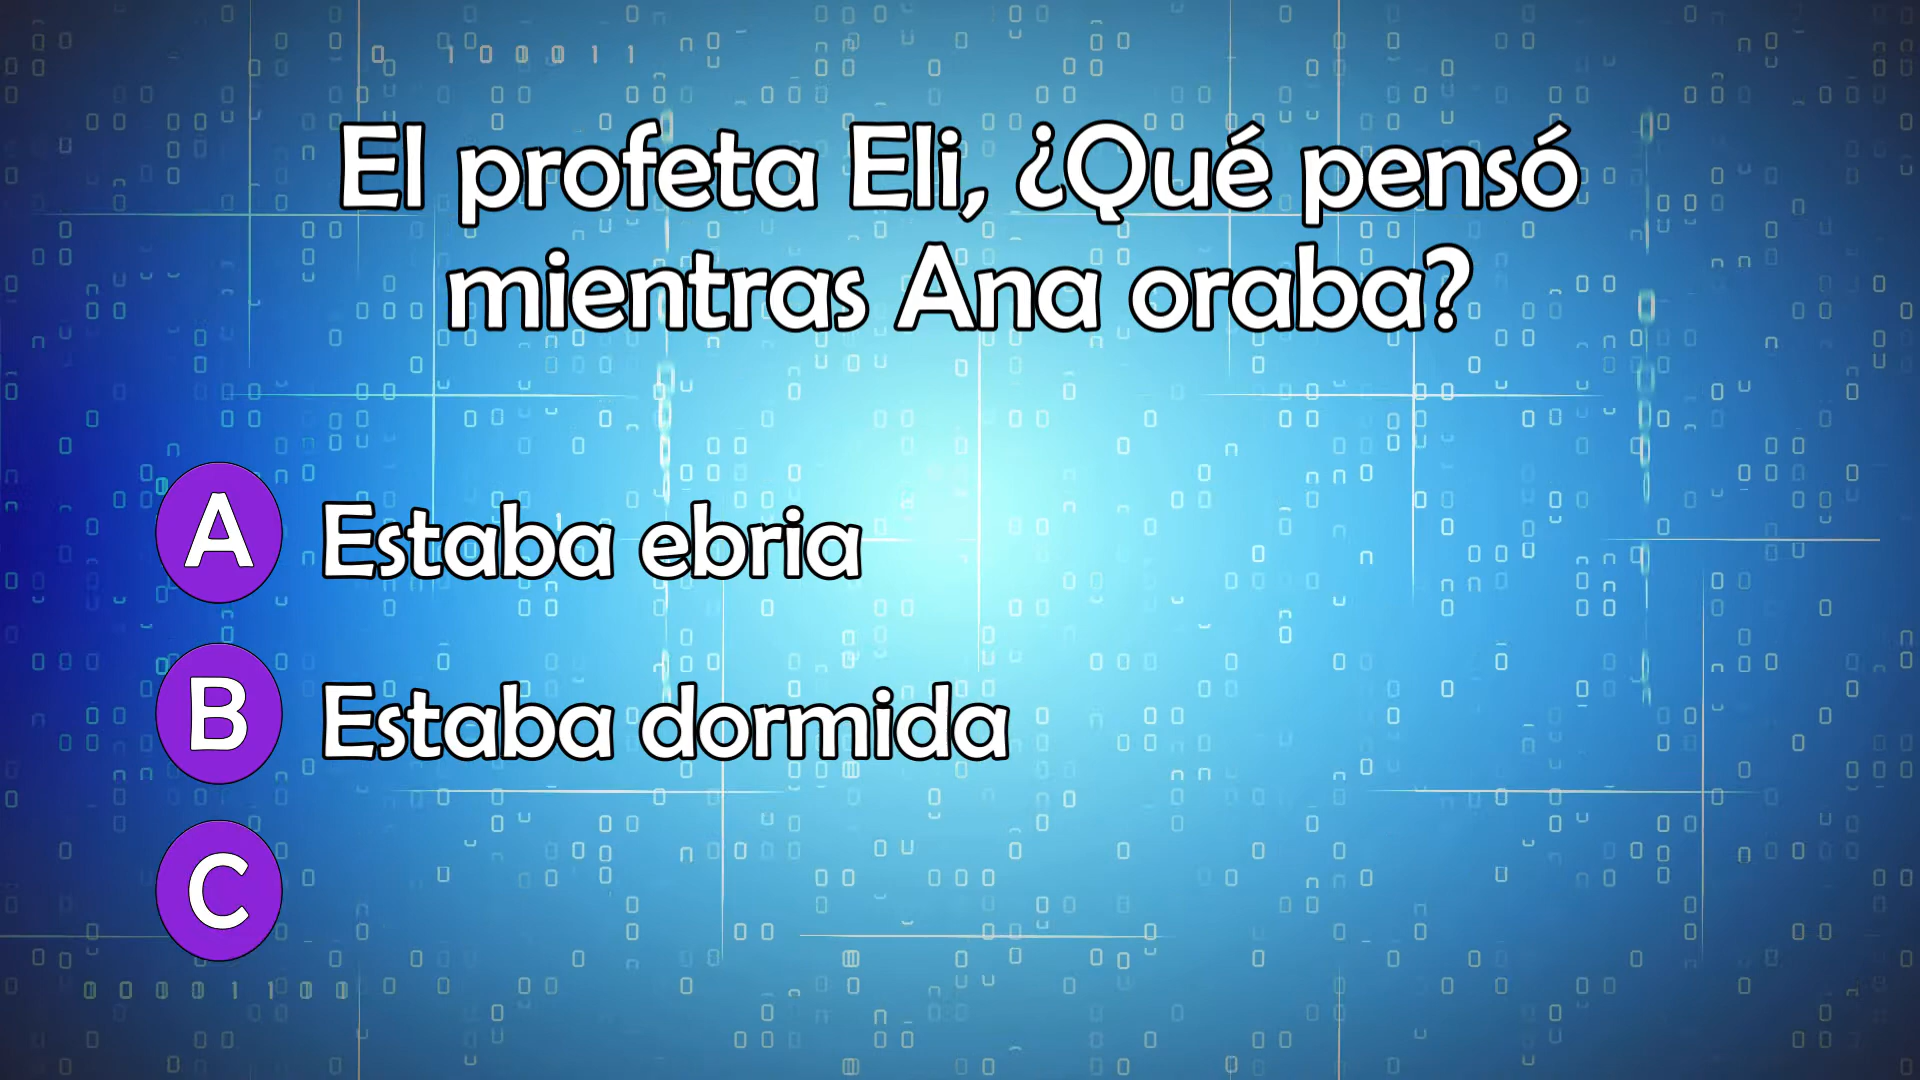 El profeta Eli, ¿Qué pensó
mientras Ana oraba?
A Estaba ebria
B Estaba dormida
C